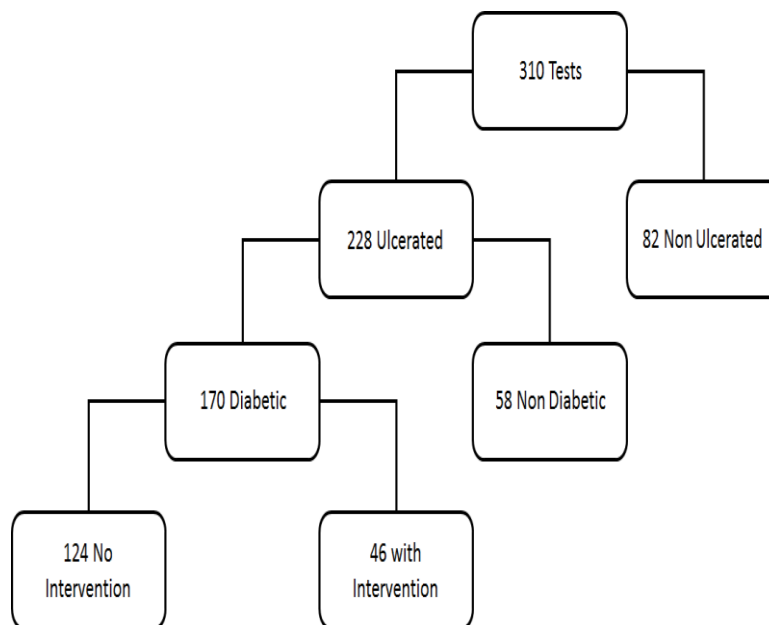 310 Tests
228 Ulcerated
82 Non Ulcerated
170 Diabetic
58 Non Diabetic
124 No
Intervention
46 with
Intervention